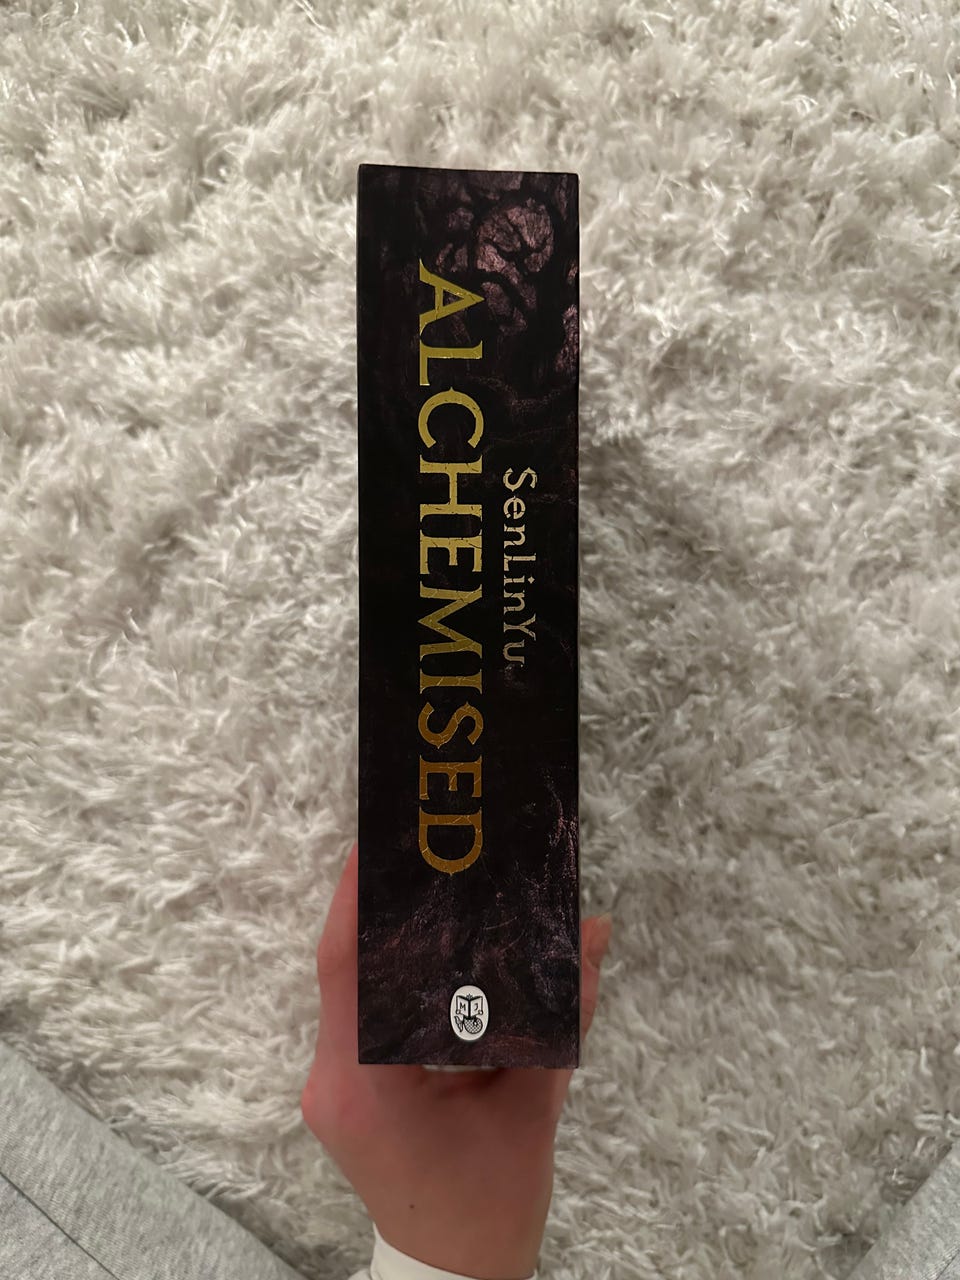 SenLinYu
ALCHEMISED
M J